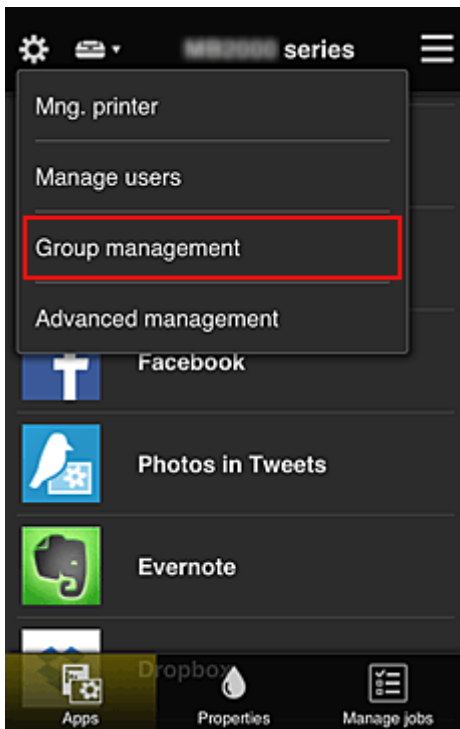 series
Mng. printer
Manage users
Group management
Advanced management
Facebook
Photos in Tweets
Evernote
Dropbox
Apps
Properties
Manage jobs